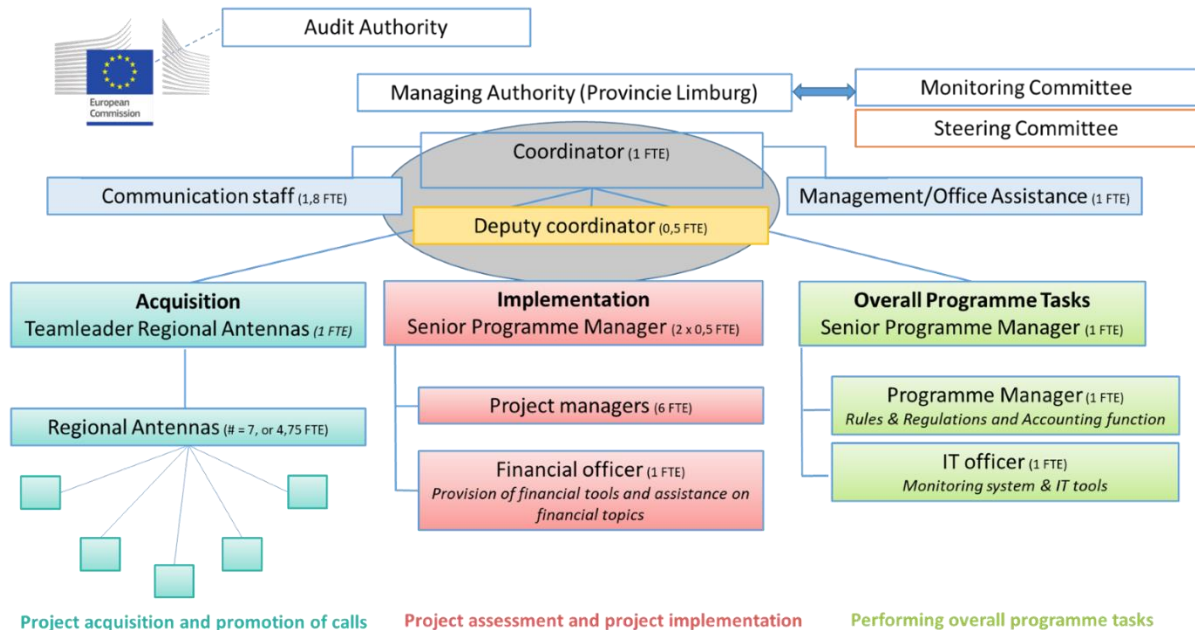 Audit Authority
European
Commission
Managing Authority (Provincie Limburg)
Monitoring Committee
Steering Committee
Coordinator (1 FTE)
Communication staff (1,8 FTE)
Management/Office Assistance (1 FTE)
Deputy coordinator (0,5 FTE)
Acquisition
Teamleader Regional Antennas (1 FTE)
Implementation
Senior Programme Manager (2 x 0,5 FTE)
Overall Programme Tasks
Senior Programme Manager (1 FTE)
Regional Antennas (# = 7, or 4,75 FTE)
Project managers (6 FTE)
Financial officer (1 FTE)
Provision of financial tools and assistance on
financial topics
Programme Manager (1 FTE)
Rules & Regulations and Accounting function
IT officer (1 FTE)
Monitoring system & IT tools
Project acquisition and promotion of calls
Project assessment and project implementation
Performing overall programme tasks